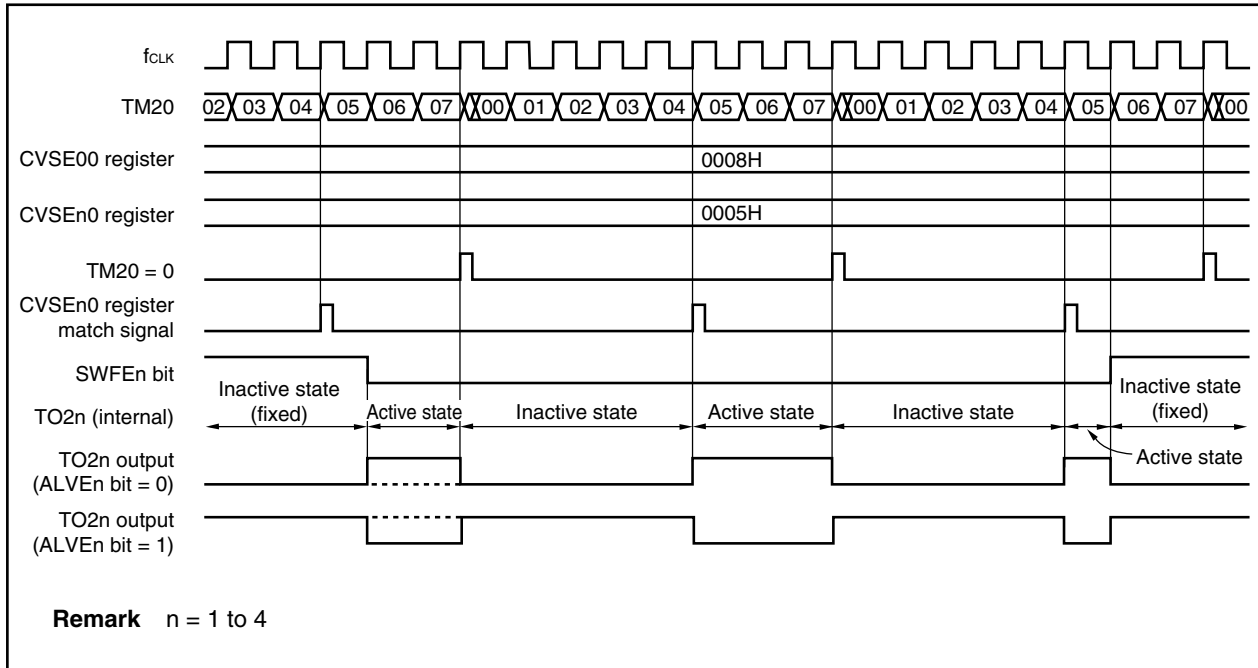 fCLK
TM20 02 03 04 05 06 07 00 01 02 03 04 05 06 07 00 01 02 03 04 05 06 07 00
CVSE00 register 0008H
CVSEn0 register 0005H
TM20 = 0
CVSEn0 register
match signal
SWFEn bit
Inactive state
(fixed)
Inactive state
(fixed)
TO2n (internal) Active state Inactive state Active state Inactive state
Active state
TO2n output
(ALVEn bit = 0)
TO2n output
(ALVEn bit = 1)
Remark n = 1 to 4